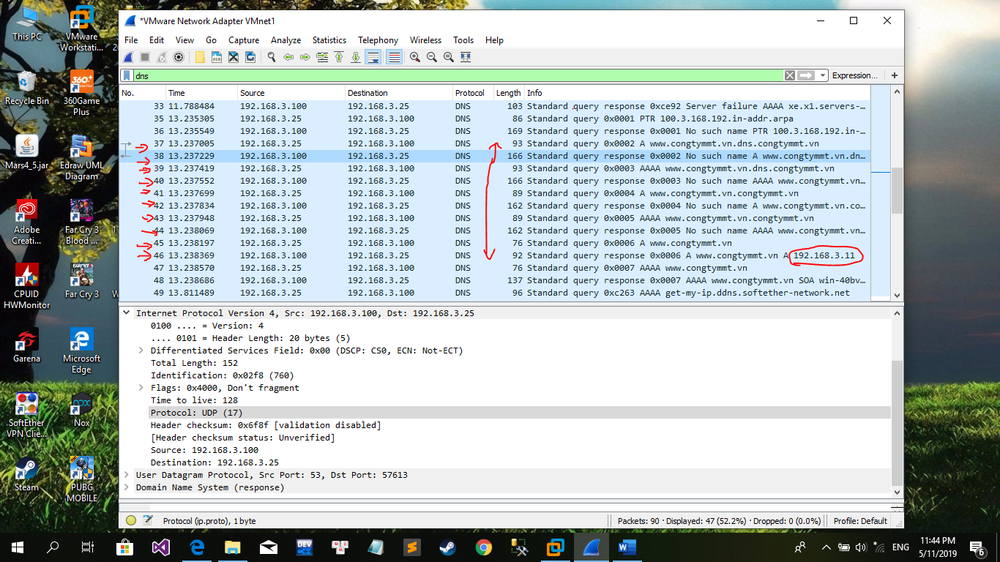 This PC
VMware
Workstati...
Recycle Bin
360Game
Plus
Mars4_5.jar
Edraw UML
Diagram
Adobe
Creati...
Far Cry 3
Blood ...
CPUID
HWMonitor
Far Cry 3
Garena
Microsoft
Edge
SoftEther
VPN Clie...
Nox
Steam
PUBG
MOBILE
*VMware Network Adapter VMnet1
File Edit View Go Capture Analyze Statistics Telephony Wireless Tools Help
dns
Expression... +
No. Time Source Destination Protocol Length Info
33 11.788484 192.168.3.100 192.168.3.25 DNS 103 Standard query response 0xce92 Server failure AAAA xe.x1.servers-...
35 13.235305 192.168.3.25 192.168.3.100 DNS 86 Standard query 0x0001 PTR 100.3.168.192.in-addr.arpa
36 13.235549 192.168.3.100 192.168.3.25 DNS 169 Standard query response 0x0001 No such name PTR 100.3.168.192.in-...
37 13.237005 192.168.3.25 192.168.3.100 DNS 93 Standard query 0x0002 A www.congtymmt.vn.dns.congtymmt.vn
38 13.237229 192.168.3.100 192.168.3.25 DNS 166 Standard query response 0x0002 No such name A www.congtymmt.vn.dn...
39 13.237419 192.168.3.25 192.168.3.100 DNS 93 Standard query 0x0003 AAAA www.congtymmt.vn.dns.congtymmt.vn
40 13.237552 192.168.3.100 192.168.3.25 DNS 166 Standard query response 0x0003 No such name AAAA www.congtymmt.vn...
41 13.237699 192.168.3.25 192.168.3.100 DNS 89 Standard query 0x0004 A www.congtymmt.vn.congtymmt.vn
42 13.237834 192.168.3.100 192.168.3.25 DNS 162 Standard query response 0x0004 No such name A www.congtymmt.vn.co...
43 13.237948 192.168.3.25 192.168.3.100 DNS 89 Standard query 0x0005 AAAA www.congtymmt.vn.congtymmt.vn
44 13.238069 192.168.3.100 192.168.3.25 DNS 162 Standard query response 0x0005 No such name AAAA www.congtymmt.vn...
45 13.238197 192.168.3.25 192.168.3.100 DNS 76 Standard query 0x0006 A www.congtymmt.vn
46 13.238369 192.168.3.100 192.168.3.25 DNS 92 Standard query response 0x0006 A www.congtymmt.vn A 192.168.3.11
47 13.238570 192.168.3.25 192.168.3.100 DNS 76 Standard query 0x0007 AAAA www.congtymmt.vn
48 13.238686 192.168.3.100 192.168.3.25 DNS 137 Standard query response 0x0007 AAAA www.congtymmt.vn SOA win-40bv...
49 13.811489 192.168.3.25 192.168.3.100 DNS 96 Standard query 0xc263 AAAA get-my-ip.ddns.softether-network.net
Internet Protocol Version 4, Src: 192.168.3.100, Dst: 192.168.3.25
0100 .... = Version: 4
.... 0101 = Header Length: 20 bytes (5)
Differentiated Services Field: 0x00 (DSCP: CS0, ECN: Not-ECT)
Total Length: 152
Identification: 0x02f8 (760)
Flags: 0x4000, Don't fragment
Time to live: 128
Protocol: UDP (17)
Header checksum: 0x6f8f [validation disabled]
[Header checksum status: Unverified]
Source: 192.168.3.100
Destination: 192.168.3.25
User Datagram Protocol, Src Port: 53, Dst Port: 57613
Domain Name System (response)
Protocol (ip.proto), 1 byte
Packets: 90 · Displayed: 47 (52.2%) · Dropped: 0 (0.0%)
Profile: Default
ENG
11:44 PM
5/11/2019
6